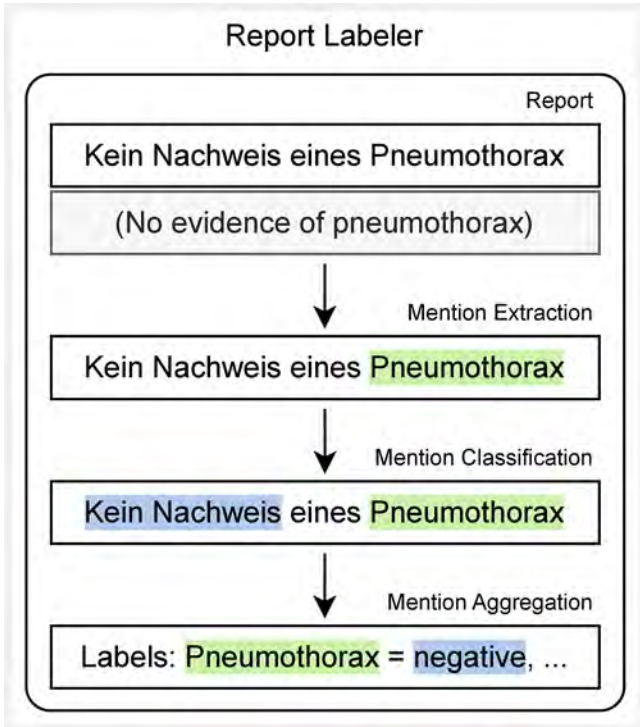 Report Labeler
Report
Kein Nachweis eines Pneumothorax
(No evidence of pneumothorax)
Mention Extraction
Kein Nachweis eines Pneumothorax
Mention Classification
Kein Nachweis eines Pneumothorax
Mention Aggregation
Labels: Pneumothorax = negative, ...